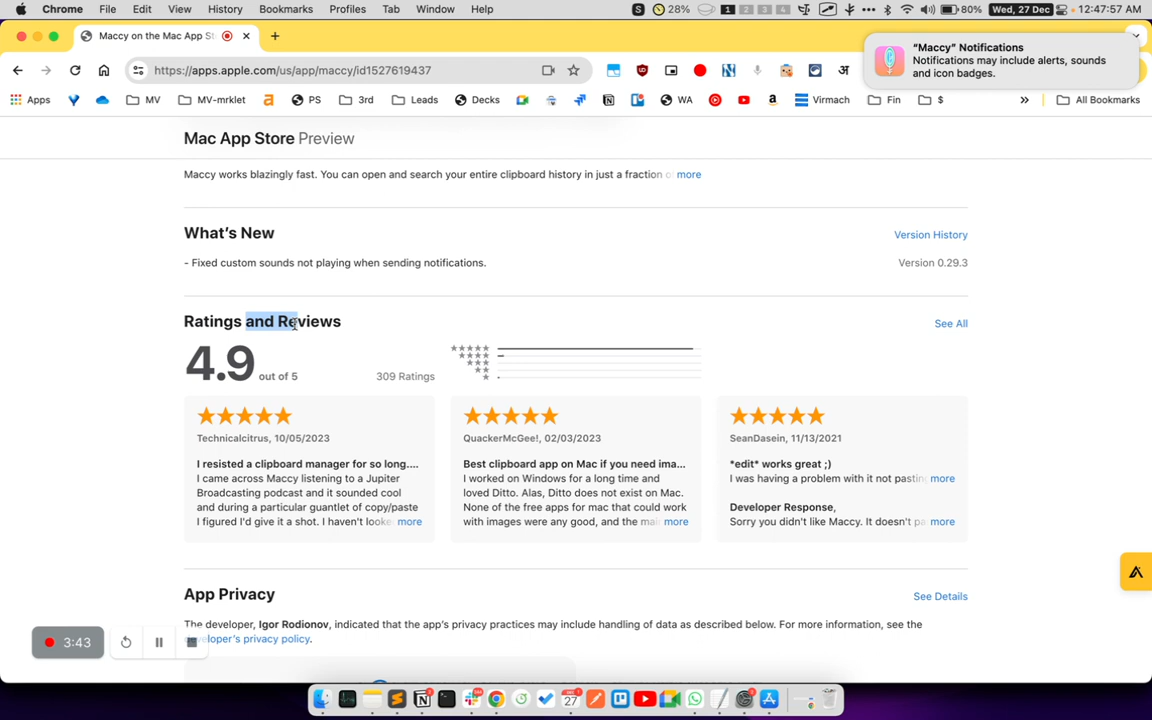 Chrome File Edit View History Bookmarks Profiles Tab Window Help
28% 1 2 3 4 80% Wed, 27 Dec 12:47:57 AM
Maccy on the Mac App S
https://apps.apple.com/us/app/maccy/id1527619437
अ
"Maccy" Notifications
Notifications may include alerts, sounds
and icon badges.
Apps MV MV-mrklet PS 3rd Leads Decks WA Virmach Fin $ » All Bookmarks
Mac App Store Preview
Maccy works blazingly fast. You can open and search your entire clipboard history in just a fraction more
What's New
Version History
- Fixed custom sounds not playing when sending notifications.
Version 0.29.3
Ratings and Reviews
See All
4.9 out of 5
309 Ratings
Technicalcitrus, 10/05/2023
I resisted a clipboard manager for so long....
I came across Maccy listening to a Jupiter
Broadcasting podcast and it sounded cool
and during a particular guantlet of copy/paste
I figured I'd give it a shot. I haven't looke more
QuackerMcGee!, 02/03/2023
Best clipboard app on Mac if you need ima...
I worked on Windows for a long time and
loved Ditto. Alas, Ditto does not exist on Mac.
None of the free apps for mac that could work
with images were any good, and the mai more
SeanDasein, 11/13/2021
*edit* works great ;)
I was having a problem with it not pastin more
Developer Response,
Sorry you didn't like Maccy. It doesn't pa more
App Privacy
See Details
The developer, Igor Rodionov, indicated that the app's privacy practices may include handling of data as described below. For more information, see the
developer's privacy policy.
3:43